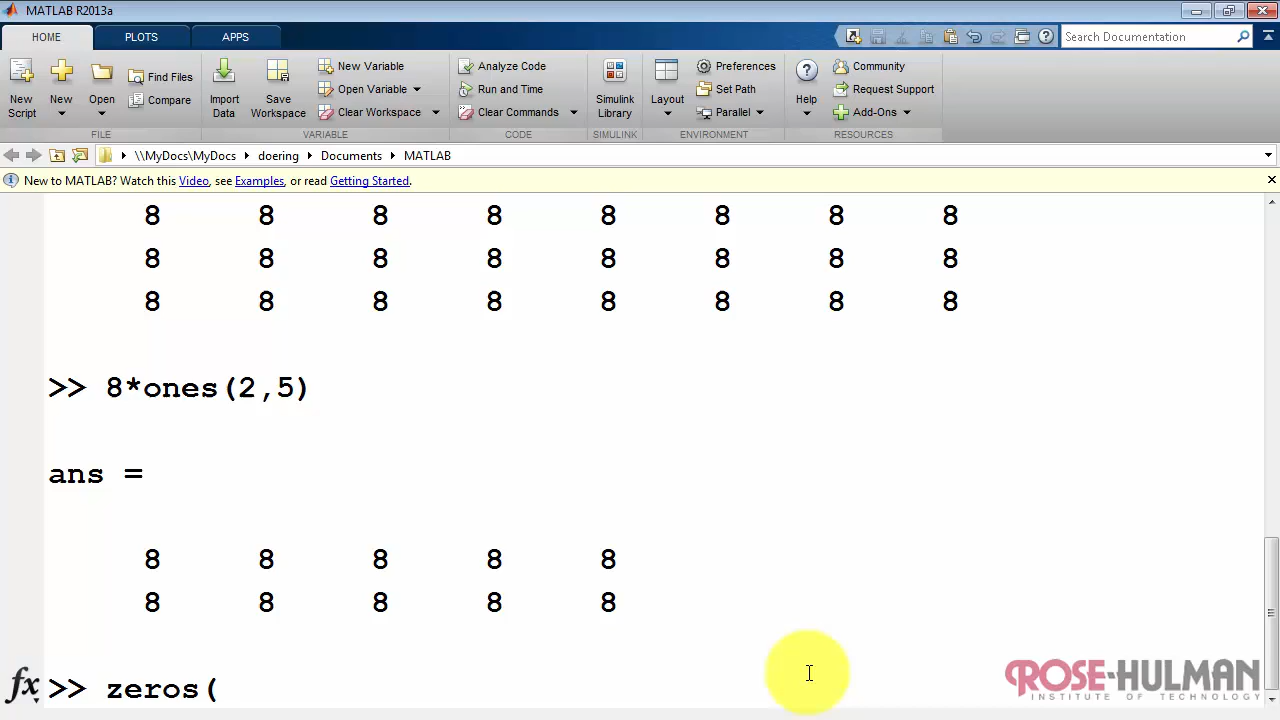 MATLAB R2013a
HOME PLOTS APPS Search Documentation
New Script New Open Find Files Compare Import Data Save Workspace New Variable Open Variable Clear Workspace Analyze Code Run and Time Clear Commands Simulink Library Layout Preferences Set Path Parallel Help Community Request Support Add-Ons
FILE VARIABLE CODE SIMULINK ENVIRONMENT RESOURCES
\\MyDocs\MyDocs doering Documents MATLAB
New to MATLAB? Watch this Video, see Examples, or read Getting Started.
8 8 8 8 8 8 8 8
8 8 8 8 8 8 8 8
8 8 8 8 8 8 8 8
>> 8*ones(2,5)
ans =
8 8 8 8 8
8 8 8 8 8
fx >> zeros(
ROSE-HULMAN
INSTITUTE OF TECHNOLOGY